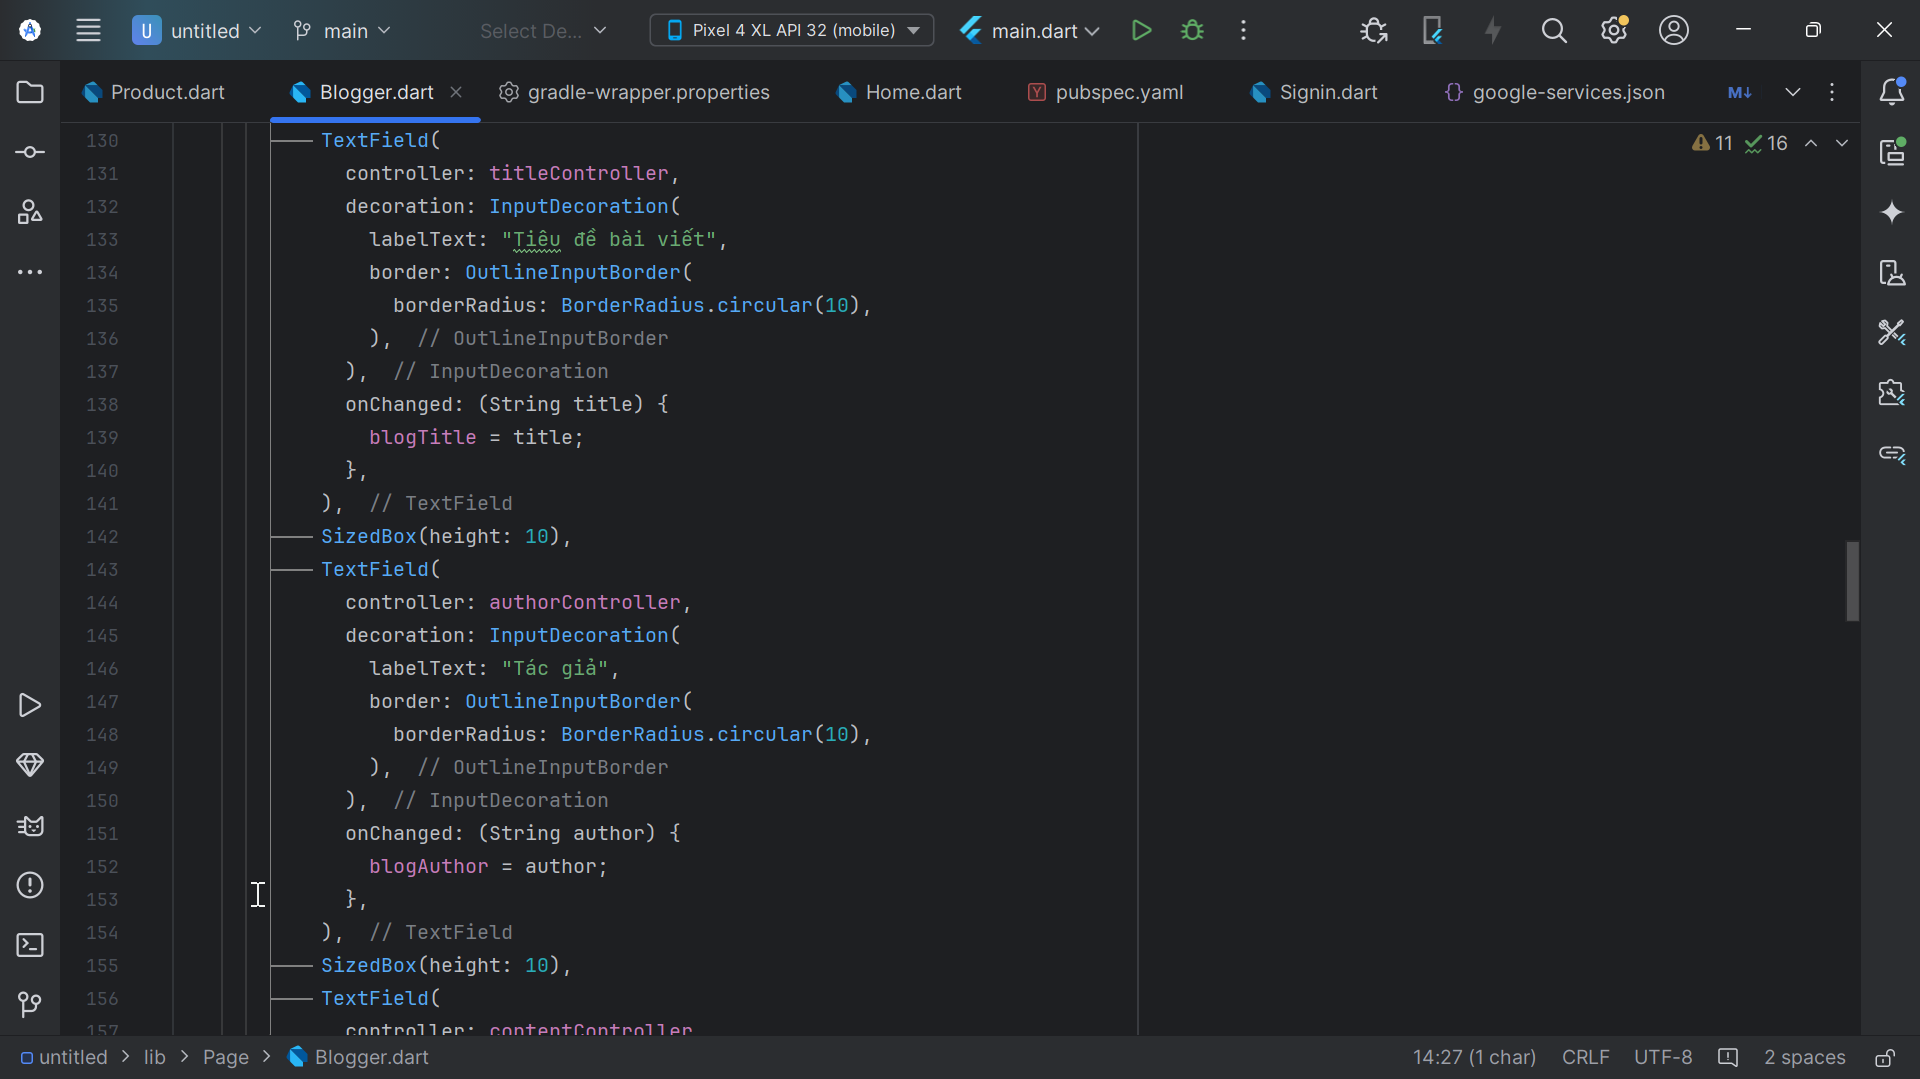 U untitled main Select De... Pixel 4 XL API 32 (mobile) main.dart
Product.dart Blogger.dart gradle-wrapper.properties Home.dart Y pubspec.yaml Signin.dart {} google-services.json M↓
11 16
130 TextField(
131 controller: titleController,
132 decoration: InputDecoration(
133 labelText: "Tiêu đề bài viết",
134 border: OutlineInputBorder(
135 borderRadius: BorderRadius.circular(10),
136 ), // OutlineInputBorder
137 ), // InputDecoration
138 onChanged: (String title) {
139 blogTitle = title;
140 },
141 ), // TextField
142 SizedBox(height: 10),
143 TextField(
144 controller: authorController,
145 decoration: InputDecoration(
146 labelText: "Tác giả",
147 border: OutlineInputBorder(
148 borderRadius: BorderRadius.circular(10),
149 ), // OutlineInputBorder
150 ), // InputDecoration
151 onChanged: (String author) {
152 blogAuthor = author;
153 },
154 ), // TextField
155 SizedBox(height: 10),
156 TextField(
157 controller: contentController
untitled > lib > Page > Blogger.dart 14:27 (1 char) CRLF UTF-8 2 spaces